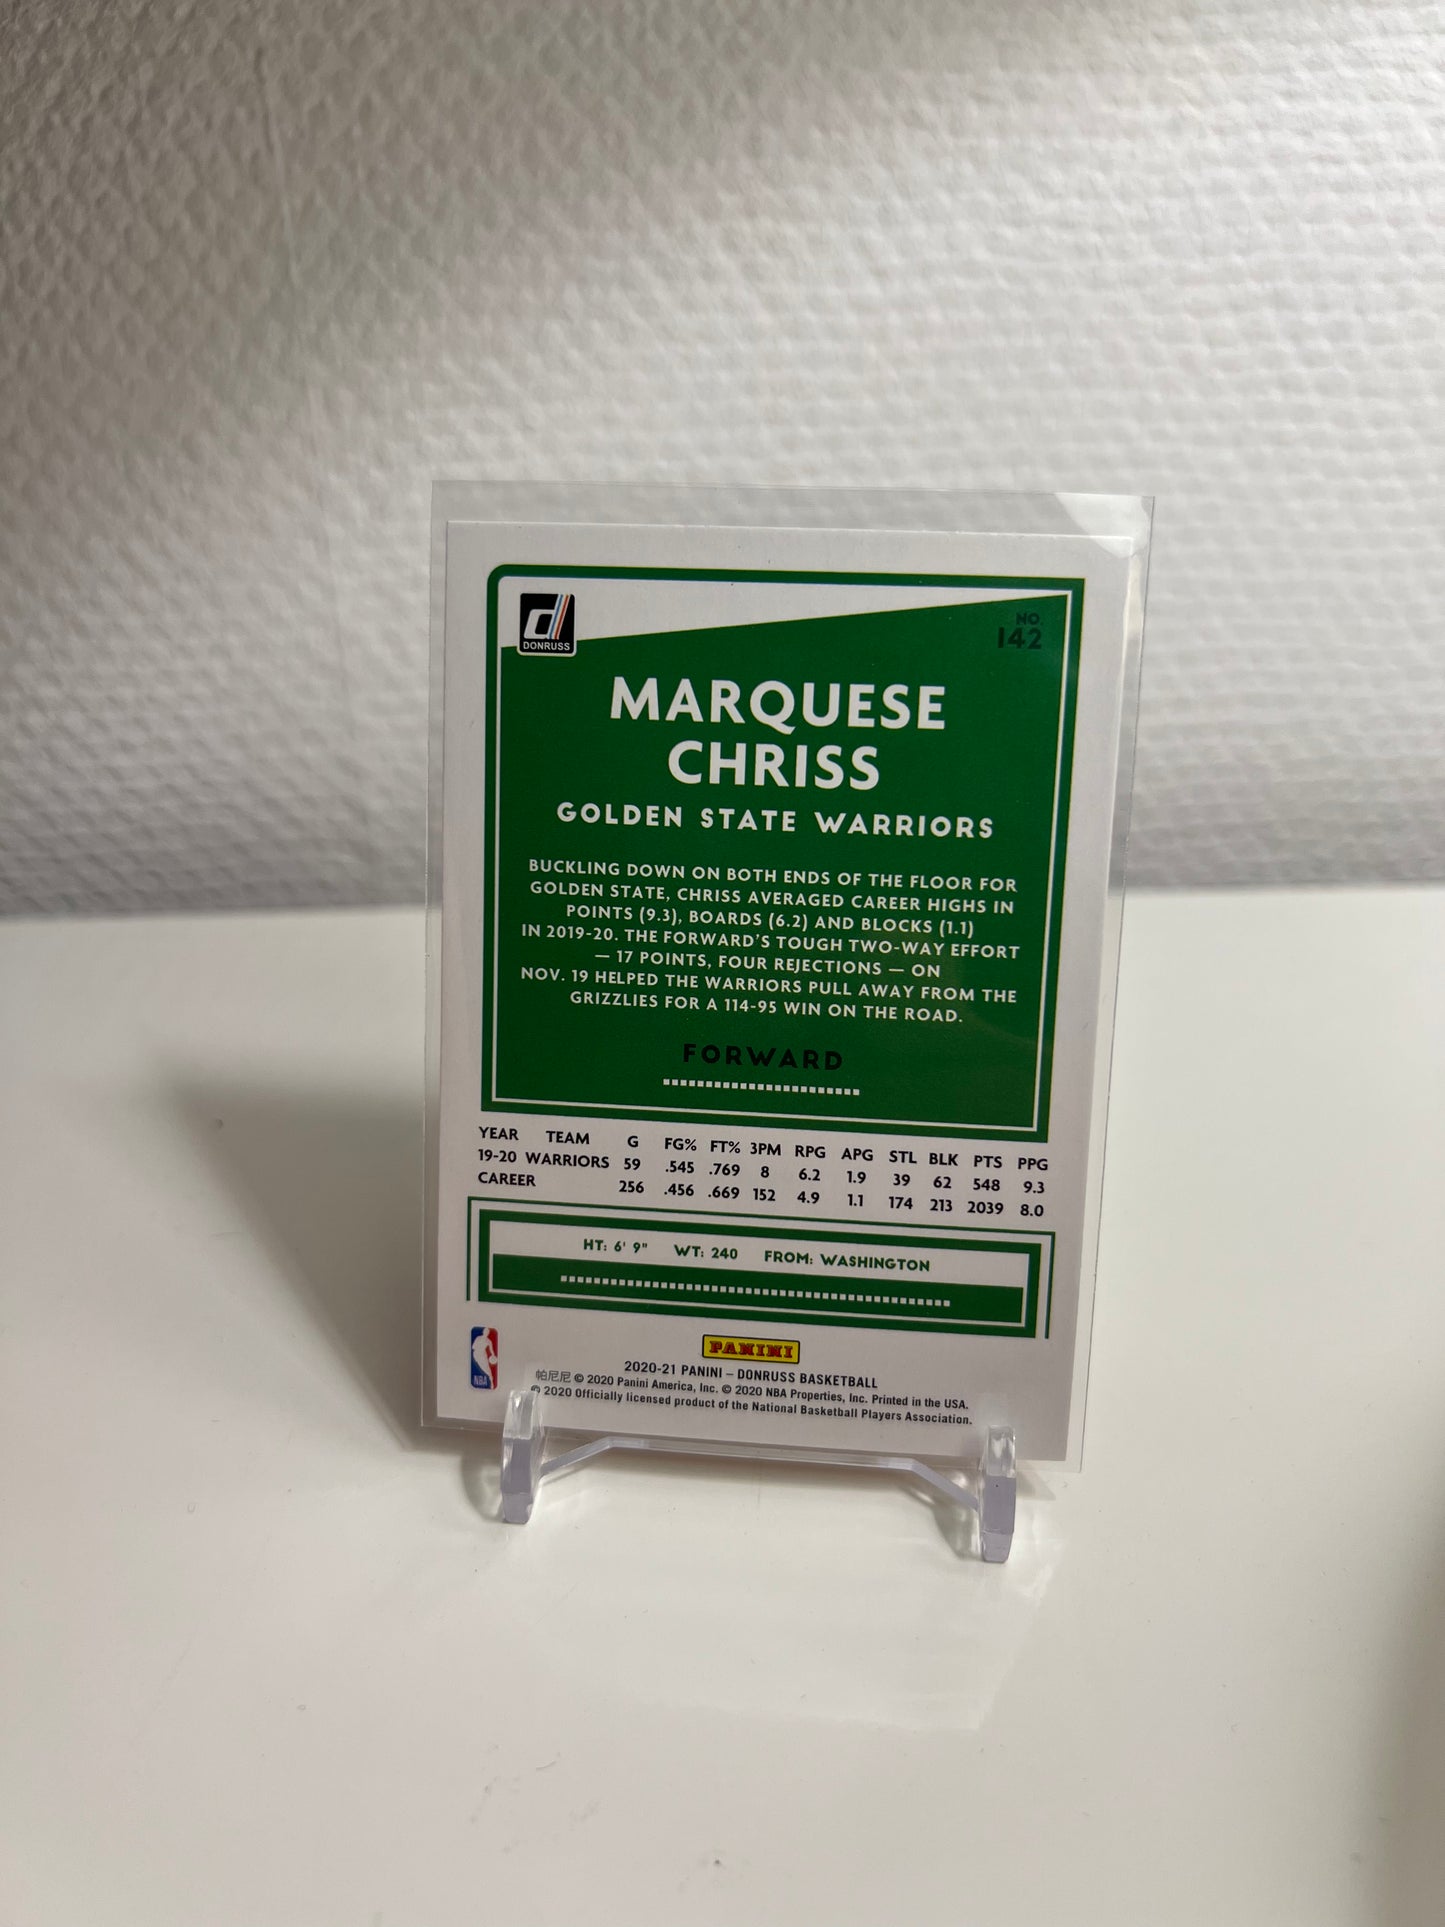 DONRUSS
NO.
142
MARQUESE
CHRISS
GOLDEN STATE WARRIORS
BUCKLING DOWN ON BOTH ENDS OF THE FLOOR FOR
GOLDEN STATE, CHRISS AVERAGED CAREER HIGHS IN
POINTS (9.3), BOARDS (6.2) AND BLOCKS (1.1)
IN 2019-20. THE FORWARD'S TOUGH TWO-WAY EFFORT
— 17 POINTS, FOUR REJECTIONS — ON
NOV. 19 HELPED THE WARRIORS PULL AWAY FROM THE
GRIZZLIES FOR A 114-95 WIN ON THE ROAD.
FORWARD
YEAR TEAM G FG% FT% 3PM RPG APG STL BLK PTS PPG
19-20 WARRIORS 59 .545 .769 8 6.2 1.9 39 62 548 9.3
CAREER 256 .456 .669 152 4.9 1.1 174 213 2039 8.0
HT: 6' 9" WT: 240 FROM: WASHINGTON
PANINI
NBA
2020-21 PANINI – DONRUSS BASKETBALL
帕尼尼 © 2020 Panini America, Inc. © 2020 NBA Properties, Inc. Printed in the USA.
© 2020 Officially licensed product of the National Basketball Players Association.